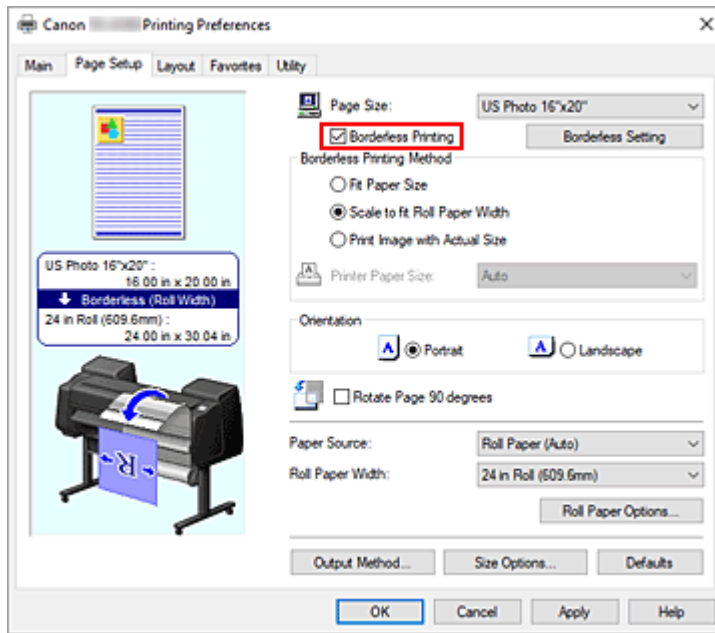 Canon Printing Preferences
Main Page Setup Layout Favorites Utility
Page Size: US Photo 16"x20"
Borderless Printing Borderless Setting
Borderless Printing Method
Fit Paper Size
Scale to fit Roll Paper Width
Print Image with Actual Size
Printer Paper Size: Auto
US Photo 16"x20" :
16.00 in x 20.00 in
Borderless (Roll Width)
24 in Roll (609.6mm) :
24.00 in x 30.04 in
Orientation
A Portrait A Landscape
Rotate Page 90 degrees
R
Paper Source: Roll Paper (Auto)
Roll Paper Width: 24 in Roll (609.6mm)
Roll Paper Options...
Output Method... Size Options... Defaults
OK Cancel Apply Help